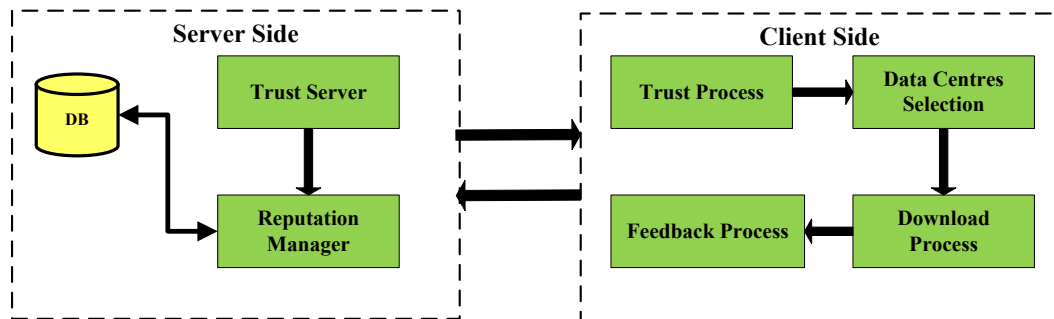 Server Side
Trust Server
DB
Reputation
Manager
Client Side
Trust Process
Data Centres
Selection
Feedback Process
Download
Process